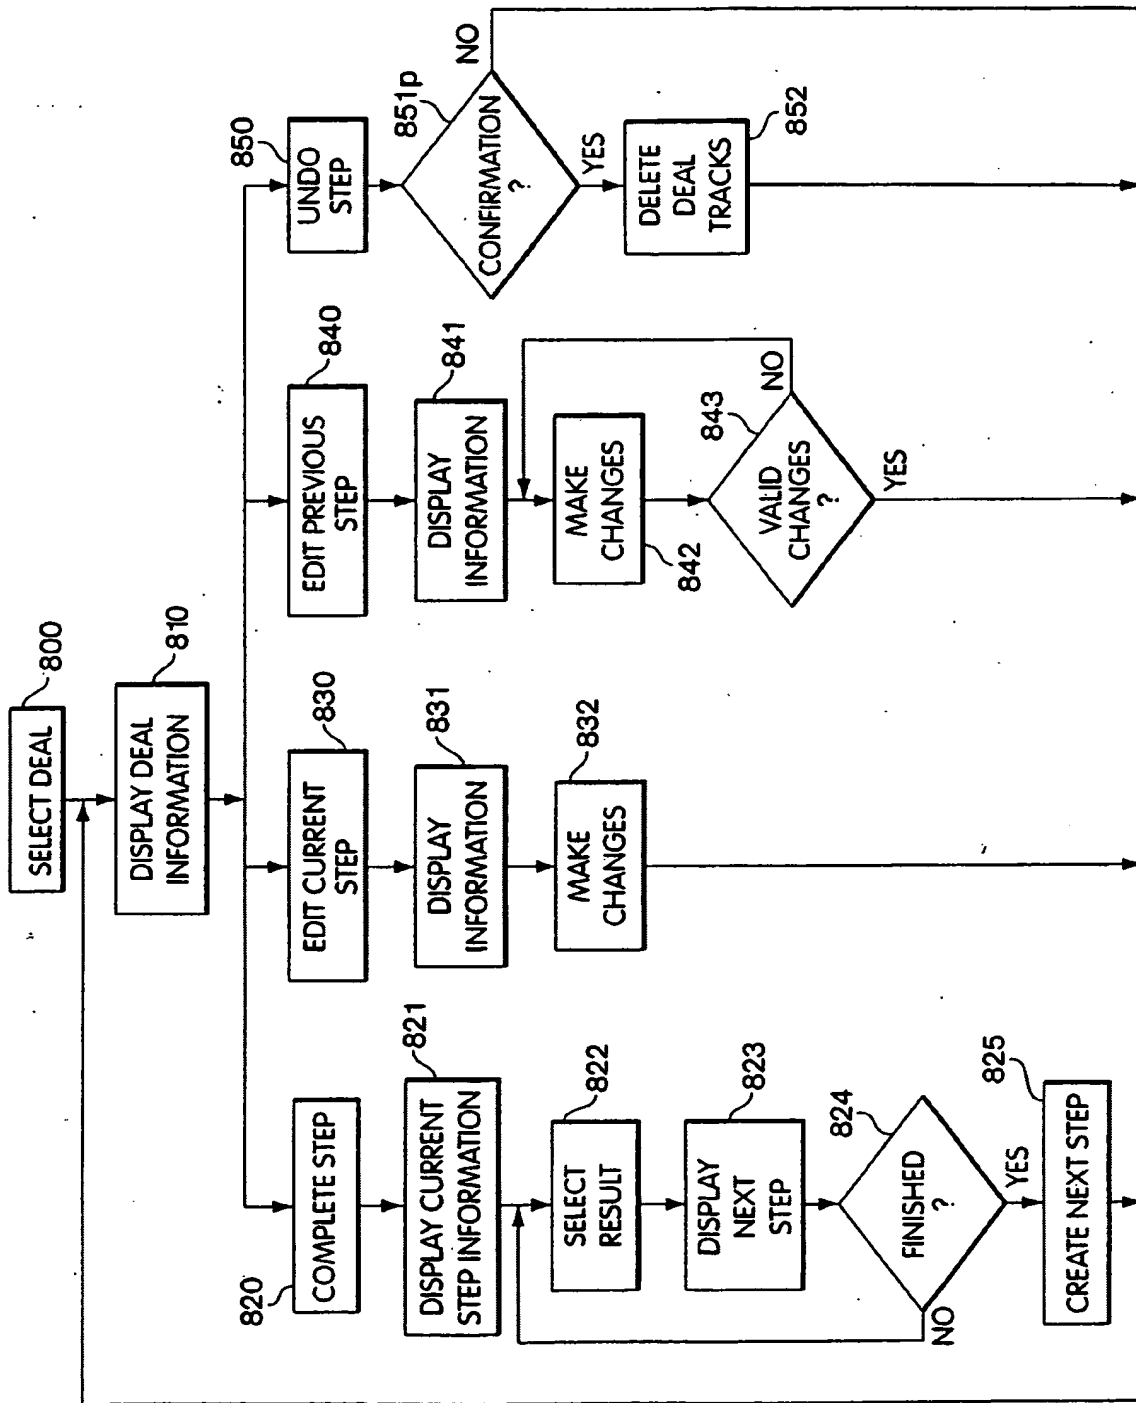 SELECT DEAL
800
DISPLAY DEAL
INFORMATION
810
COMPLETE STEP
820
DISPLAY CURRENT
STEP INFORMATION
821
SELECT
RESULT
822
DISPLAY
NEXT
STEP
823
FINISHED
?
824
NO
YES
CREATE NEXT STEP
825
EDIT CURRENT
STEP
830
DISPLAY
INFORMATION
831
MAKE
CHANGES
832
EDIT PREVIOUS
STEP
840
DISPLAY
INFORMATION
841
MAKE
CHANGES
842
VALID
CHANGES
?
843
NO
YES
UNDO
STEP
850
CONFIRMATION
?
851p
NO
YES
DELETE
DEAL
TRACKS
852